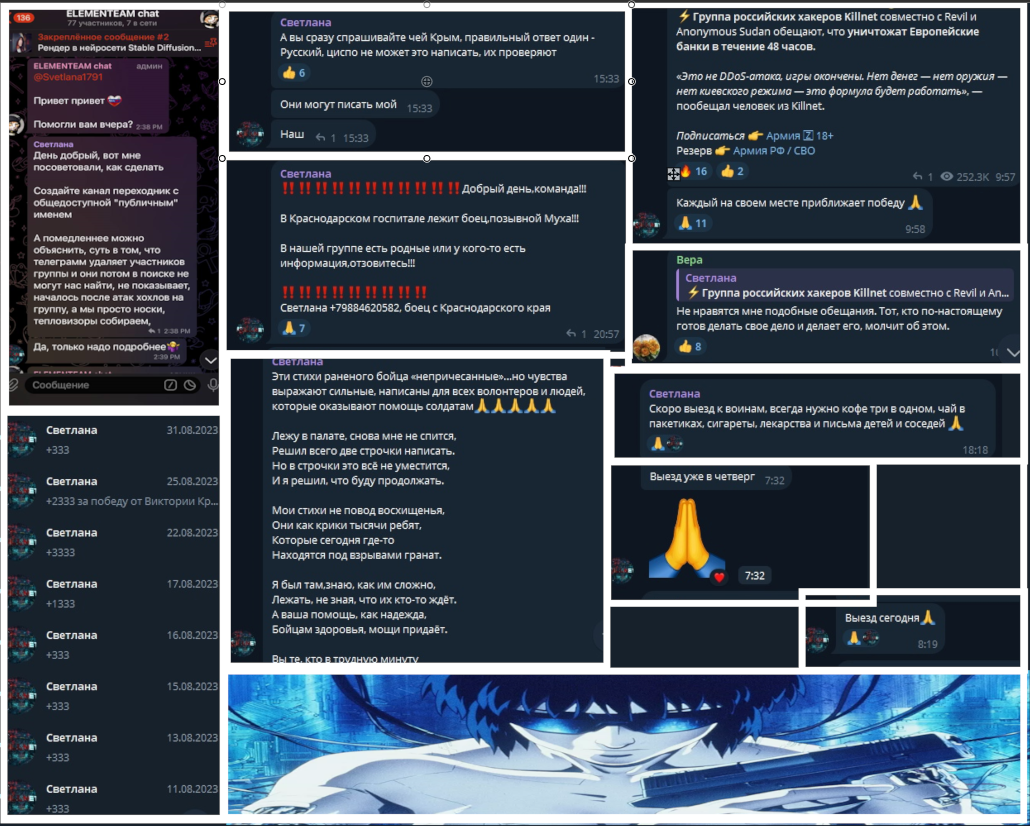 136
ELEMENTEAM chat
77 участников, 7 в сети
Закреплённое сообщение #2
Рендер в нейросети Stable Diffusion...
ELEMENTEAM chat админ
@Svetlana1791
Привет привет
Помогли вам вчера? 2:38 PM
Светлана
День добрый, вот мне
посоветовали, как сделать
Создайте канал переходник с
общедоступной "публичным"
именем
А помедленнее можно
объяснить, суть в том, что
телеграмм удаляет участников
группы и они потом в поиске не
могут нас найти, не показывает,
началось после атак хохлов на
группу, а мы просто носки,
тепловизоры собираем,
1 2:38 PM
Да, только надо подробнее
2:39 PM
Сообщение
Светлана 31.08.2023
+333
Светлана 25.08.2023
+2333 за победу от Виктории Кр...
Светлана 22.08.2023
+3333
Светлана 17.08.2023
+1333
Светлана 16.08.2023
+333
Светлана 15.08.2023
+333
Светлана 13.08.2023
+333
Светлана 11.08.2023
+333
Светлана
А вы сразу спрашивайте чей Крым, правильный ответ один -
Русский, циспо не может это написать, их проверяют
6 15:33
Они могут писать мой 15:33
Наш 1 15:33
Светлана
‼‼‼‼‼‼‼‼‼‼‼Добрый день,команда!!!
В Краснодарском госпитале лежит боец,позывной Муха!!!
В нашей группе есть родные или у кого-то есть
информация,отзовитесь!!!
‼‼‼‼‼‼‼‼‼
Светлана +79884620582, боец с Краснодарского края
7 1 20:57
Светлана
Эти стихи раненого бойца «непричесанные»...но чувства
выражают сильные, написаны для всех волонтеров и людей,
которые оказывают помощь солдатам
Лежу в палате, снова мне не спится,
Решил всего две строчки написать.
Но в строчки это всё не уместится,
И я решил, что буду продолжать.
Мои стихи не повод восхищенья,
Они как крики тысячи ребят,
Которые сегодня где-то
Находятся под взрывами гранат.
Я был там,знаю, как им сложно,
Лежать, не зная, что их кто-то ждёт.
А ваша помощь, как надежда,
Бойцам здоровья, мощи придаёт.
Вы те, кто в трудную минуту
Группа российских хакеров Killnet совместно с Revil и
Anonymous Sudan обещают, что уничтожат Европейские
банки в течение 48 часов.
«Это не DDoS-атака, игры окончены. Нет денег — нет оружия —
нет киевского режима — это формула будет работать», —
пообещал человек из Killnet.
Подписаться Армия Z 18+
Резерв Армия РФ / СВО
16 2 1 252.3K 9:57
Каждый на своем месте приближает победу
11 9:58
Вера
Светлана
Группа российских хакеров Killnet совместно с Revil и An...
Не нравятся мне подобные обещания. Тот, кто по-настоящему
готов делать свое дело и делает его, молчит об этом.
8
Светлана
Скоро выезд к воинам, всегда нужно кофе три в одном, чай в
пакетиках, сигареты, лекарства и письма детей и соседей
18:18
Выезд уже в четверг 7:32
7:32
Выезд сегодня
8:19